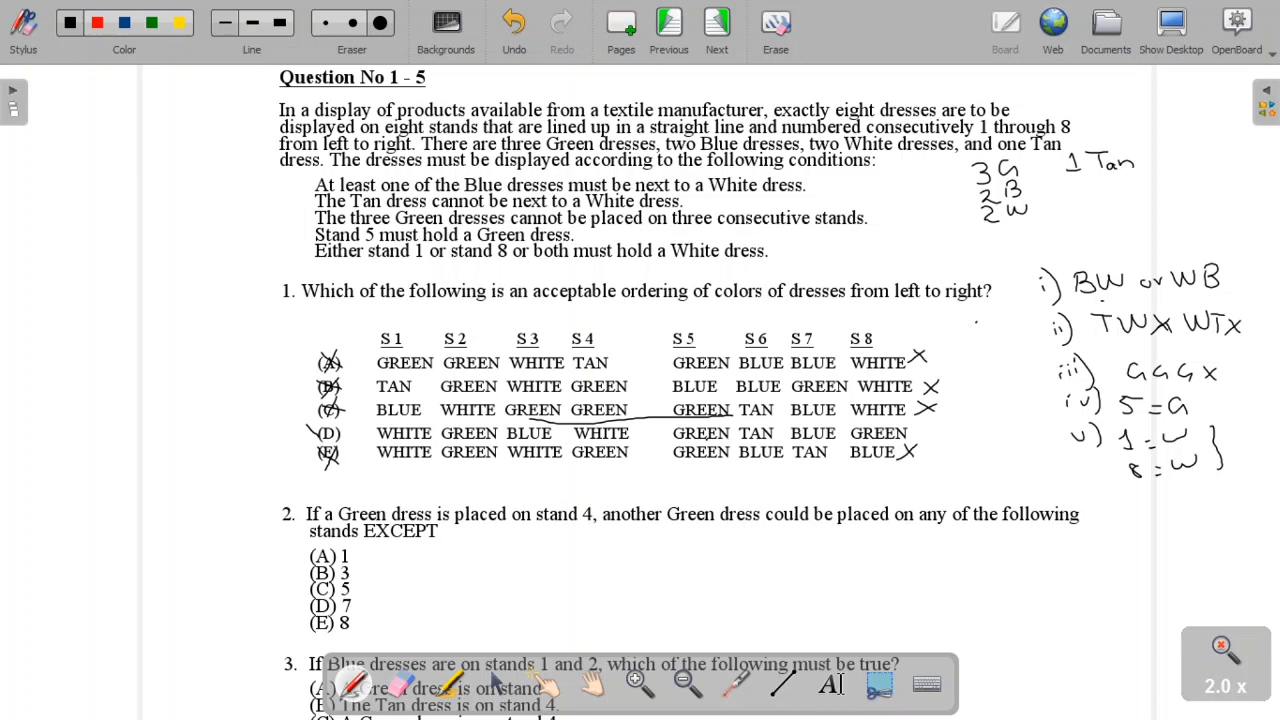 Stylus Color Line Eraser Backgrounds Undo Redo Pages Previous Next Erase Board Web Documents Show Desktop OpenBoard
Question No 1 - 5
In a display of products available from a textile manufacturer, exactly eight dresses are to be
displayed on eight stands that are lined up in a straight line and numbered consecutively 1 through 8
from left to right. There are three Green dresses, two Blue dresses, two White dresses, and one Tan
dress. The dresses must be displayed according to the following conditions:
3 G 1 Tan
2 B
2 W
At least one of the Blue dresses must be next to a White dress.
The Tan dress cannot be next to a White dress.
The three Green dresses cannot be placed on three consecutive stands.
Stand 5 must hold a Green dress.
Either stand 1 or stand 8 or both must hold a White dress.
1. Which of the following is an acceptable ordering of colors of dresses from left to right?
S 1 S 2 S 3 S 4 S 5 S 6 S 7 S 8
(A) GREEN GREEN WHITE TAN GREEN BLUE BLUE WHITE X
(B) TAN GREEN WHITE GREEN BLUE BLUE GREEN WHITE X
(C) BLUE WHITE GREEN GREEN GREEN TAN BLUE WHITE X
(D) WHITE GREEN BLUE WHITE GREEN TAN BLUE GREEN
(E) WHITE GREEN WHITE GREEN GREEN BLUE TAN BLUE X
i) BW or WB
ii) TWX WTX
iii) G G G X
iv) 5 = G
v) 1 = W
8 = W }
2. If a Green dress is placed on stand 4, another Green dress could be placed on any of the following
stands EXCEPT
(A) 1
(B) 3
(C) 5
(D) 7
(E) 8
3. If Blue dresses are on stands 1 and 2, which of the following must be true?
dress is on stand
The Tan dress is on stand 4.
2.0 x